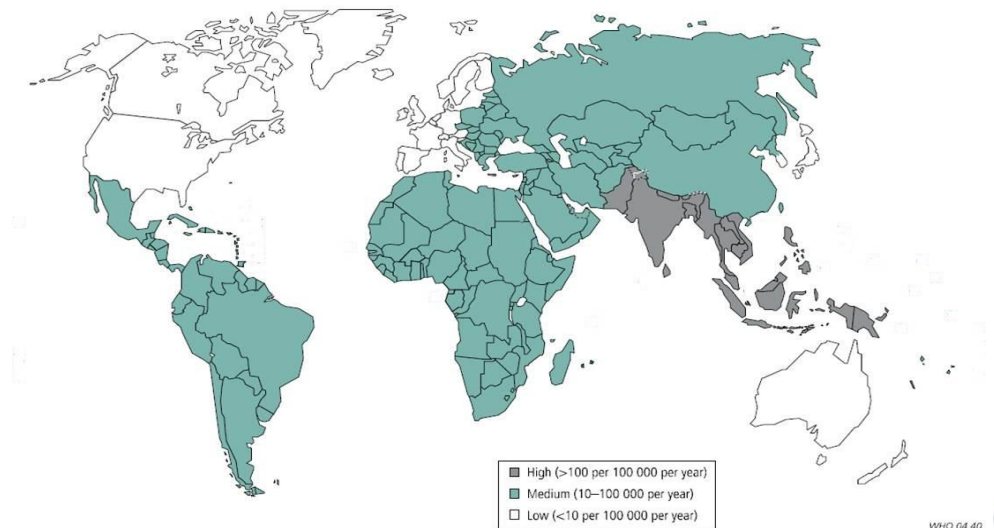 High (>100 per 100 000 per year)
Medium (10–100 000 per year)
Low (<10 per 100 000 per year)
WHO 04.40